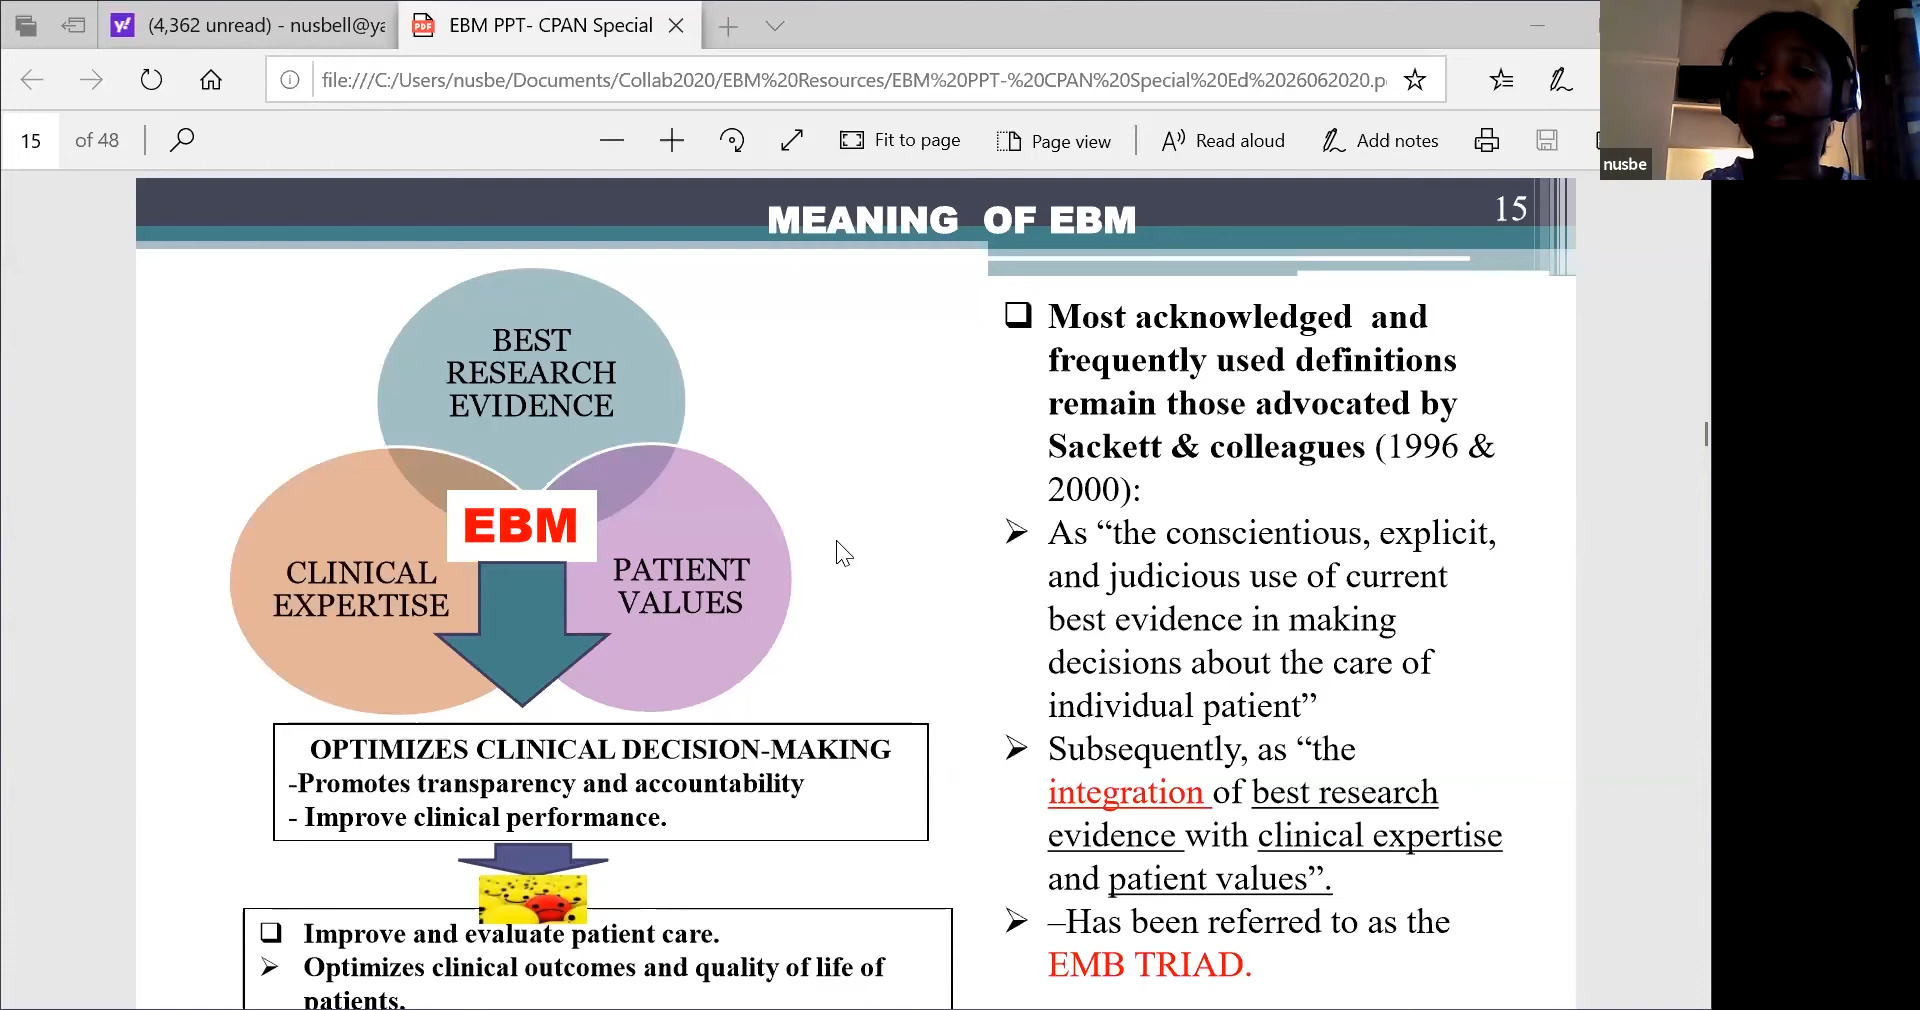 (4,362 unread) - nusbell@ya
EBM PPT- CPAN Special
file:///C:/Users/nusbe/Documents/Collab2020/EBM%20Resources/EBM%20PPT-%20CPAN%20Special%20Ed%2026062020.p
15 of 48
Fit to page
Page view
Read aloud
Add notes
nusbe
MEANING OF EBM
15
BEST
RESEARCH
EVIDENCE
EBM
CLINICAL
EXPERTISE
PATIENT
VALUES
OPTIMIZES CLINICAL DECISION-MAKING
-Promotes transparency and accountability
- Improve clinical performance.
❑ Improve and evaluate patient care.
➢ Optimizes clinical outcomes and quality of life of
patients.
❑ Most acknowledged and
frequently used definitions
remain those advocated by
Sackett & colleagues (1996 &
2000):
➢ As “the conscientious, explicit,
and judicious use of current
best evidence in making
decisions about the care of
individual patient”
➢ Subsequently, as “the
integration of best research
evidence with clinical expertise
and patient values”.
➢ –Has been referred to as the
EMB TRIAD.